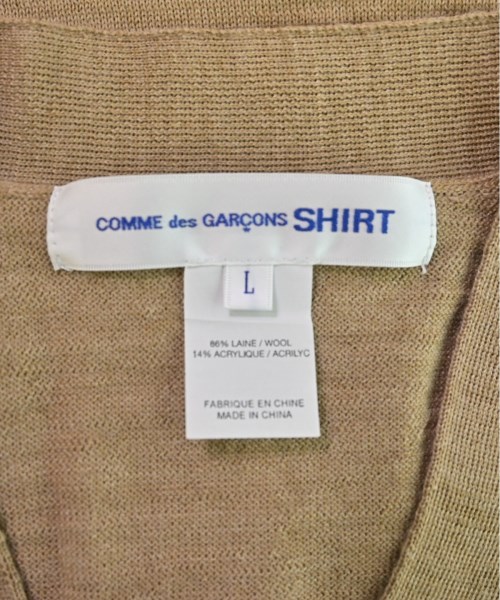 COMME des GARÇONS SHIRT
L
86% LAINE / WOOL
14% ACRYLIQUE / ACRILYC
FABRIQUE EN CHINE
MADE IN CHINA